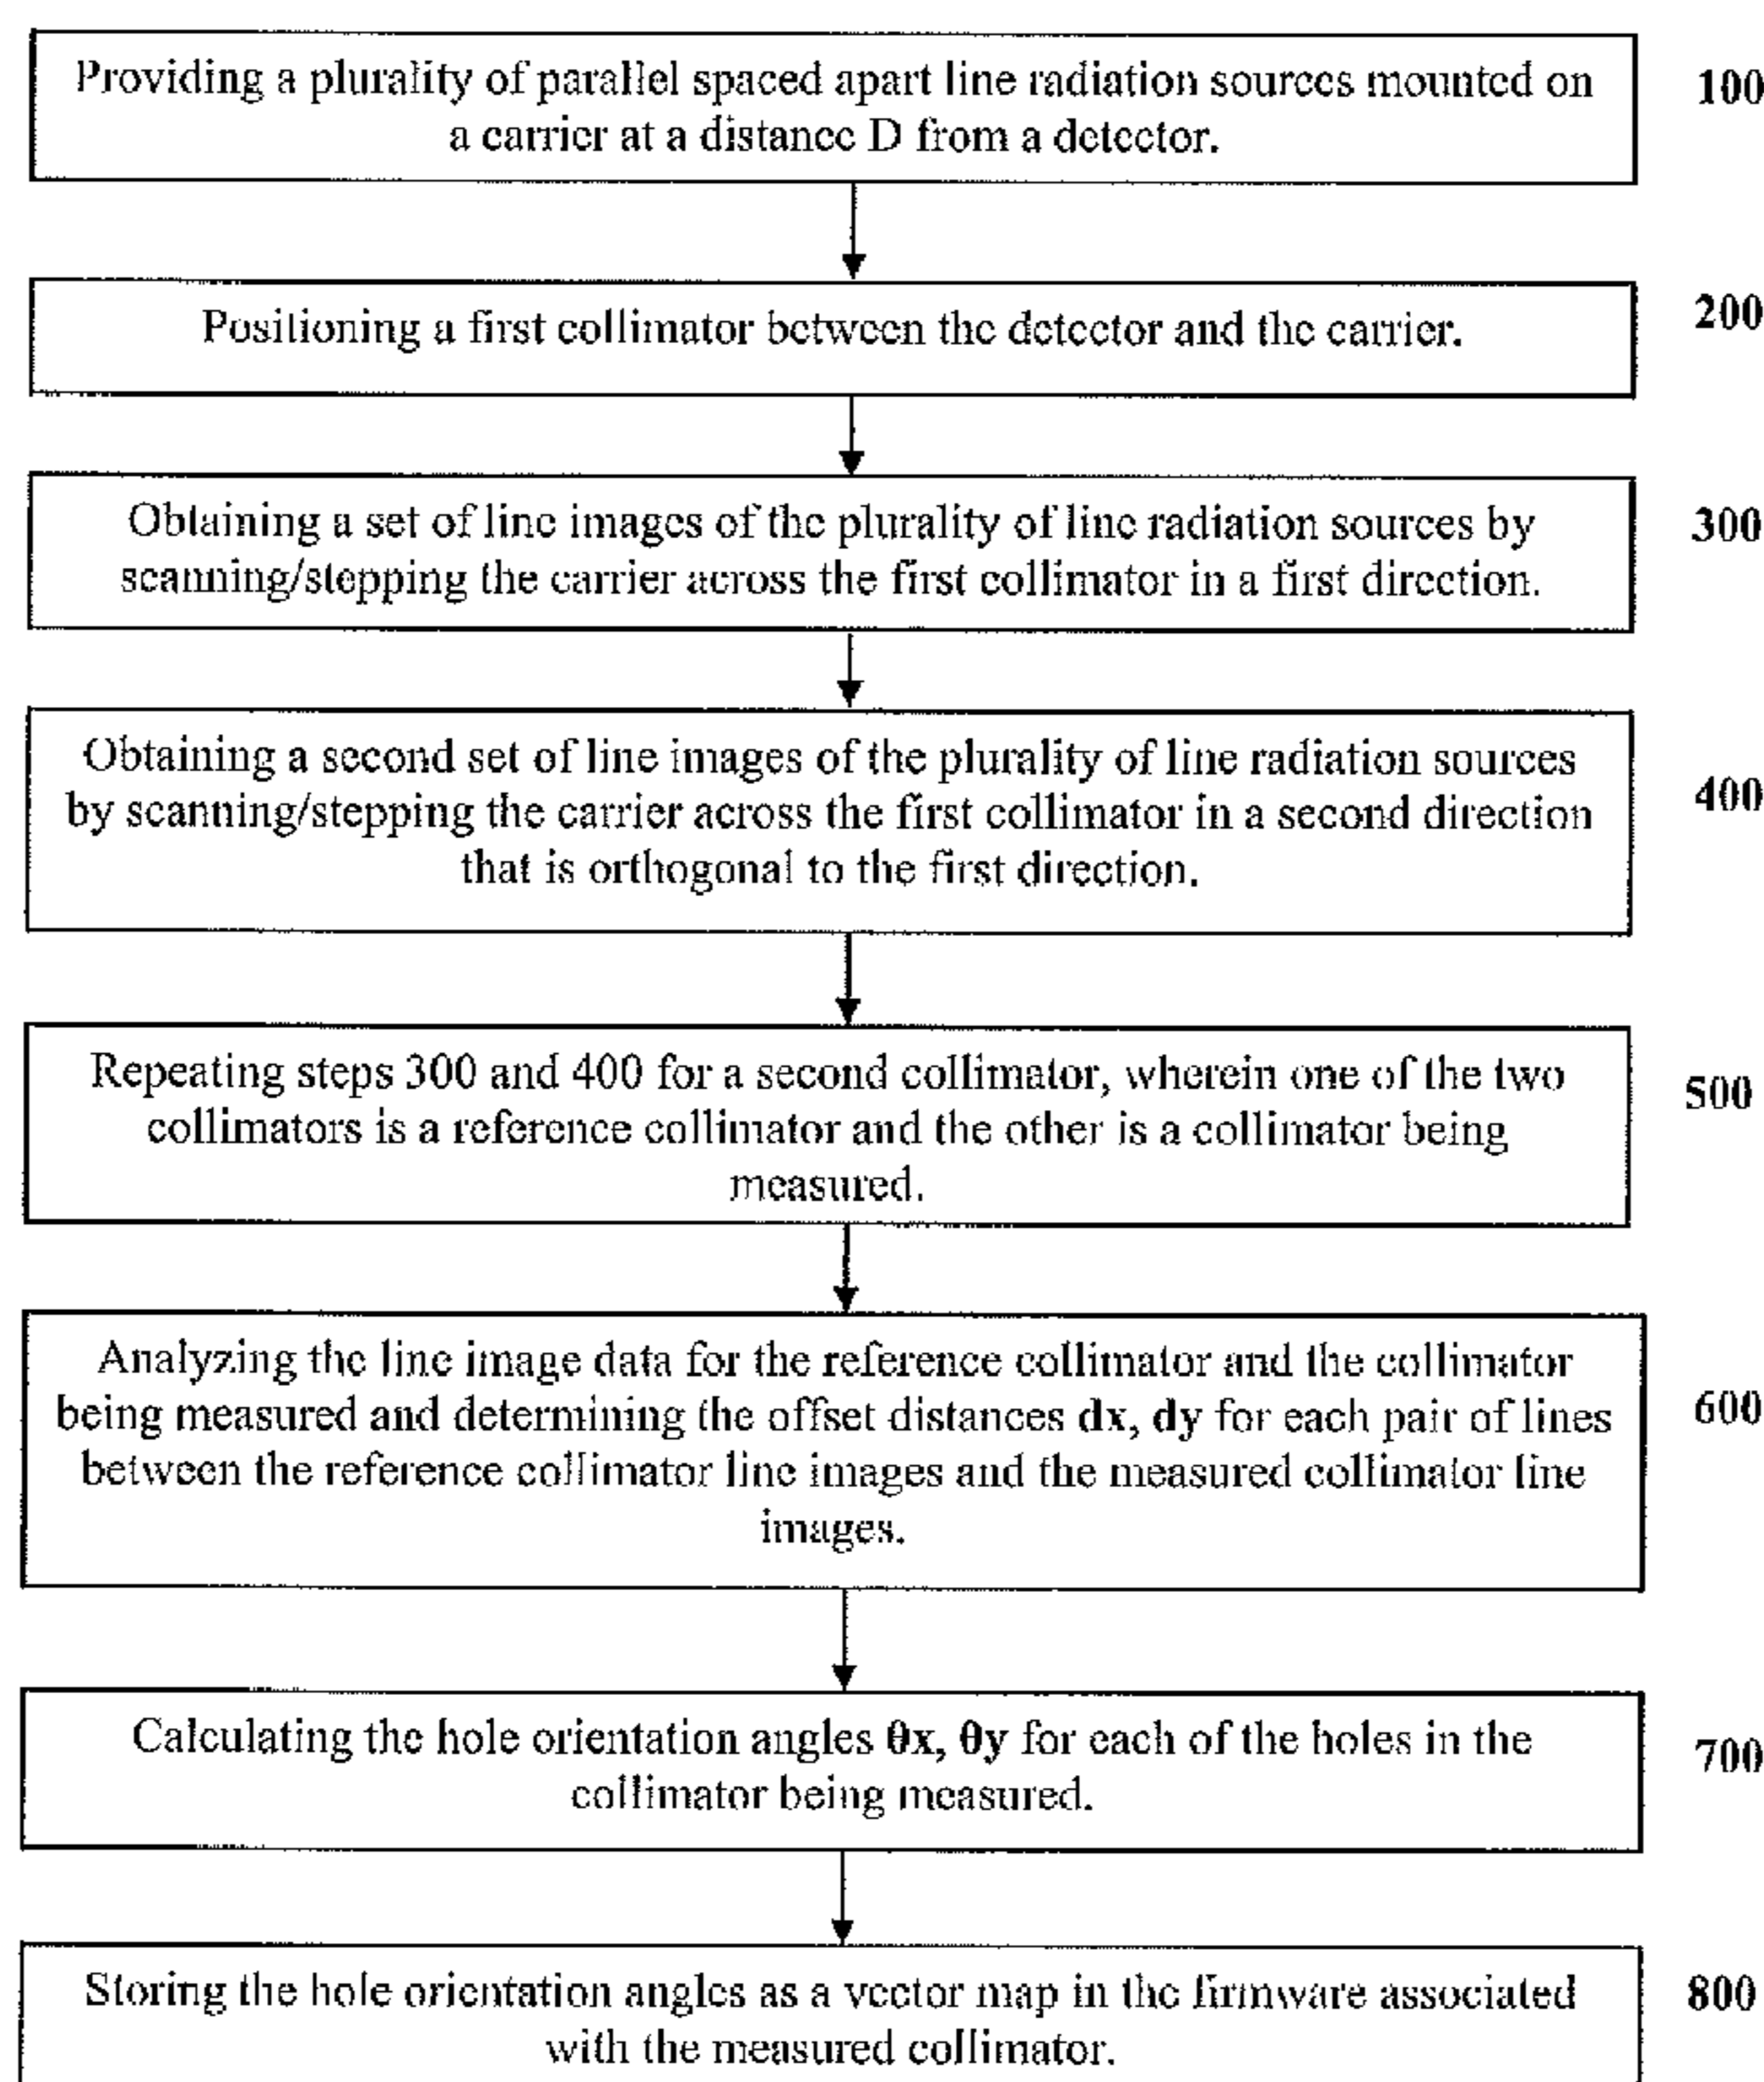 Providing a plurality of parallel spaced apart line radiation sources mounted on
a carrier at a distance D from a detector.
100
Positioning a first collimator between the detector and the carrier.
200
Obtaining a set of line images of the plurality of line radiation sources by
scanning/stepping the carrier across the first collimator in a first direction.
300
Obtaining a second set of line images of the plurality of line radiation sources
by scanning/stepping the carrier across the first collimator in a second direction
that is orthogonal to the first direction.
400
Repeating steps 300 and 400 for a second collimator, wherein one of the two
collimators is a reference collimator and the other is a collimator being
measured.
500
Analyzing the line image data for the reference collimator and the collimator
being measured and determining the offset distances dx, dy for each pair of lines
between the reference collimator line images and the measured collimator line
images.
600
Calculating the hole orientation angles θx, θy for each of the holes in the
collimator being measured.
700
Storing the hole orientation angles as a vector map in the firmware associated
with the measured collimator.
800